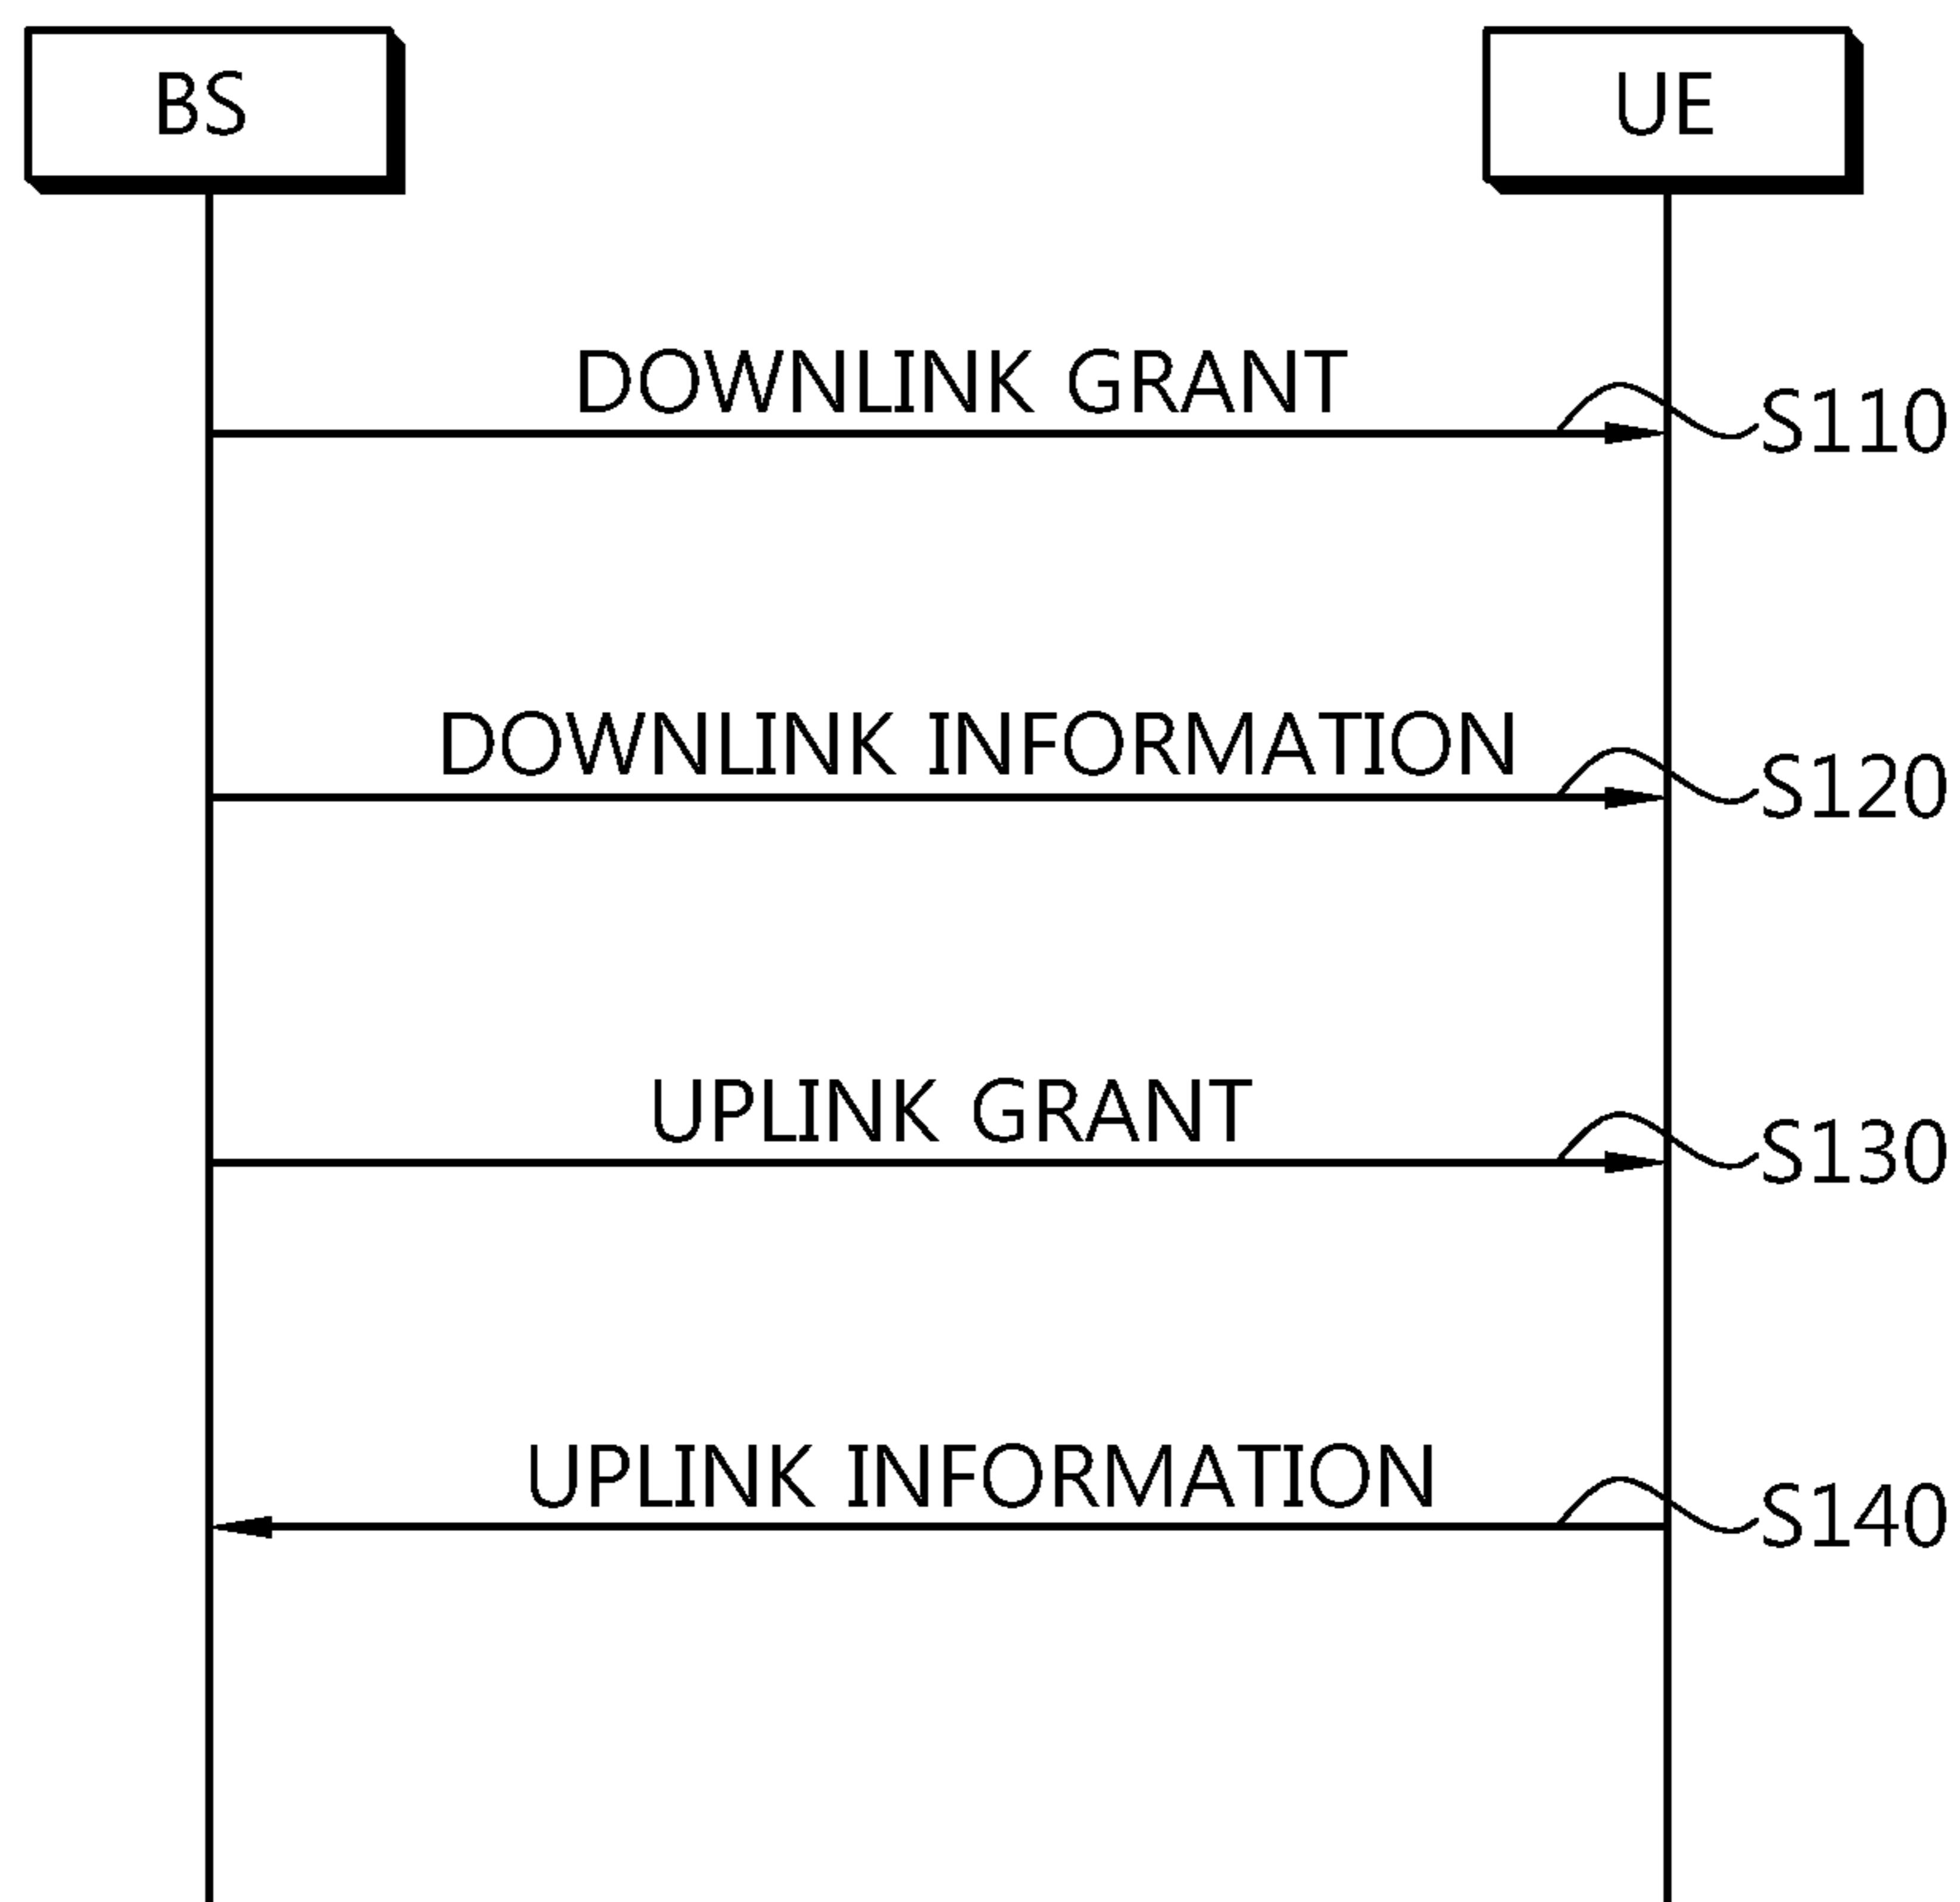 BS
UE
DOWNLINK GRANT
S110
DOWNLINK INFORMATION
S120
UPLINK GRANT
S130
UPLINK INFORMATION
S140